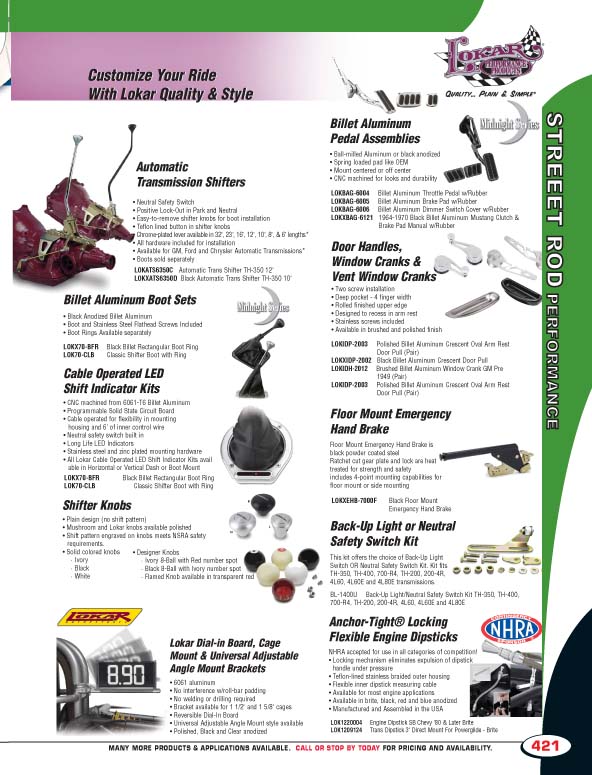 Customize Your Ride
With Lokar Quality & Style
LOKAR
PERFORMANCE
PRODUCTS
QUALITY... PLAIN & SIMPLE
STREEET ROD PERFORMANCE
Automatic
Transmission Shifters
• Neutral Safety Switch
• Positive Lock-Out in Park and Neutral
• Easy-to-remove shifter knobs for boot installation
• Teflon lined button in shifter knobs
• Chrome-plated lever available in 32', 23', 16', 12', 10', 8', & 6' lengths*
• All hardware included for installation
• Available for GM, Ford and Chrysler Automatic Transmissions*
• Boots sold separately
LOKATS6350C Automatic Trans Shifter TH-350 12'
LOKXATS6350D Black Automatic Trans Shifter TH-350 10'
Billet Aluminum Boot Sets
Midnight Series
• Black Anodized Billet Aluminum
• Boot and Stainless Steel Flathead Screws Included
• Boot Rings Available separately
LOKX70-BFR Black Billet Rectangular Boot Ring
LOK70-CLB Classic Shifter Boot with Ring
Cable Operated LED
Shift Indicator Kits
• CNC machined from 6061-T6 Billet Aluminum
• Programmable Solid State Circuit Board
• Cable operated for flexibility in mounting
housing and 6' of inner control wire
• Neutral safety switch built in
• Long Life LED Indicators
• Stainless steel and zinc plated mounting hardware
• All Lokar Cable Operated LED Shift Indicator Kits avail
able in Horizontal or Vertical Dash or Boot Mount
LOKX70-BFR Black Billet Rectangular Boot Ring
LOK70-CLB Classic Shifter Boot with Ring
Shifter Knobs
• Plain design (no shift pattern)
• Mushroom and Lokar knobs available polished
• Shift pattern engraved on knobs meets NSRA safety
requirements.
• Solid colored knobs
- Ivory
- Black
- White
• Designer Knobs
- Ivory 8-Ball with Red number spot
- Black 8-Ball with Ivory number spot
- Flamed Knob available in transparent red
LOKAR
8.90
Lokar Dial-in Board, Cage
Mount & Universal Adjustable
Angle Mount Brackets
• 6061 aluminum
• No interference w/roll-bar padding
• No welding or drilling required
• Bracket available for 1 1/2" and 1 5/8" cages
• Reversible Dial-In Board
• Universal Adjustable Angle Mount style available
• Polished, Black and Clear anodized
Billet Aluminum
Pedal Assemblies
Midnight Series
• Ball-milled Aluminum or black anodized
• Spring loaded pad like OEM
• Mount centered or off center
• CNC machined for looks and durability
LOKBAG-6004 Billet Aluminum Throttle Pedal w/Rubber
LOKBAG-6005 Billet Aluminum Brake Pad w/Rubber
LOKBAG-6006 Billet Aluminum Dimmer Switch Cover w/Rubber
LOKXBAG-6121 1964-1970 Black Billet Aluminum Mustang Clutch &
Brake Pad Manual w/Rubber
Door Handles,
Window Cranks &
Vent Window Cranks
• Two screw installation
• Deep pocket - 4 finger width
• Rolled finished upper edge
• Designed to recess in arm rest
• Stainless screws included
• Available in brushed and polished finish
LOKIDP-2003 Polished Billet Aluminum Crescent Oval Arm Rest
Door Pull (Pair)
LOKXIDP-2002 Black Billet Aluminum Crescent Door Pull
LOKIDH-2012 Brushed Billet Aluminum Window Crank GM Pre
1949 (Pair)
LOKIDP-2003 Polished Billet Aluminum Crescent Oval Arm Rest
Door Pull (Pair)
Floor Mount Emergency
Hand Brake
Floor Mount Emergency Hand Brake is
black powder coated steel
Ratchet cut gear plate and lock are heat
treated for strength and safety
includes 4-point mounting capabilities for
floor mount or side mounting
LOKXEHB-7000F Black Floor Mount
Emergency Hand Brake
Back-Up Light or Neutral
Safety Switch Kit
This kit offers the choice of Back-Up Light
Switch OR Neutral Safety Switch Kit. Kit fits
TH-350, TH-400, 700-R4, TH-200, 200-4R,
4L60, 4L60E and 4L80E transmissions.
BL-1400U Back-Up Light/Neutral Safety Switch Kit TH-350, TH-400,
700-R4, TH-200, 200-4R, 4L60, 4L60E and 4L80E
Anchor-Tight® Locking
Flexible Engine Dipsticks
CONTINGENCY
NHRA
SPONSOR
NHRA accepted for use in all categories of competition!
• Locking mechanism eliminates expulsion of dipstick
handle under pressure
• Teflon-lined stainless braided outer housing
• Flexible inner dipstick measuring cable
• Available for most engine applications
• Available in brite, black, red and blue anodized
• Manufactured and Assembled in the USA
LOK1220004 Engine Dipstick SB Chevy '80 & Later Brite
LOK1209124 Trans Dipstick 3' Direct Mount For Powerglide - Brite
MANY MORE PRODUCTS & APPLICATIONS AVAILABLE. CALL OR STOP BY TODAY FOR PRICING AND AVAILABILITY.
421